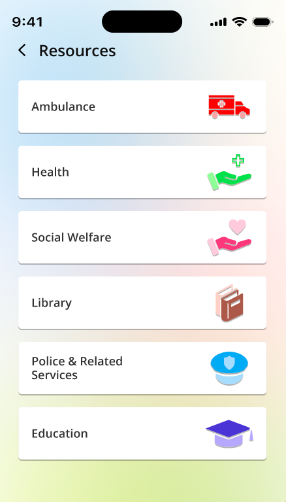 9:41
Resources
Ambulance
Health
Social Welfare
Library
Police & Related
Services
Education